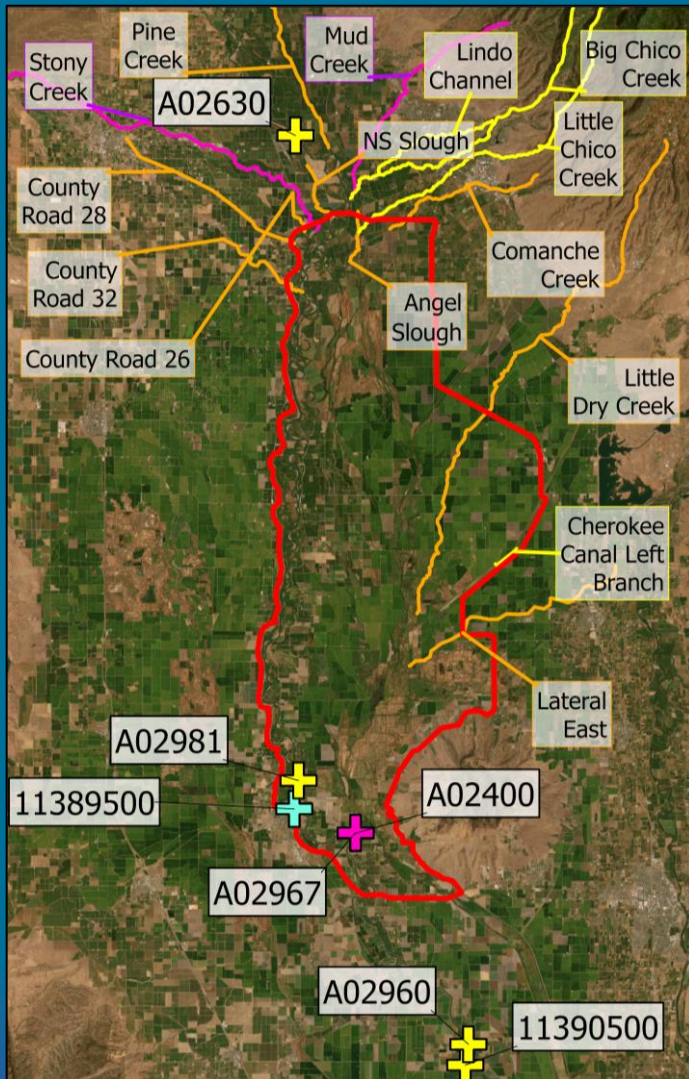 Pine
Creek
Mud
Creek
Lindo
Channel
Big Chico
Creek
Stony
Creek
A02630
NS Slough
Little
Chico
Creek
County
Road 28
County
Road 32
Comanche
Creek
Angel
Slough
County Road 26
Little
Dry Creek
Cherokee
Canal Left
Branch
Lateral
East
A02981
11389500
A02400
A02967
A02960
11390500